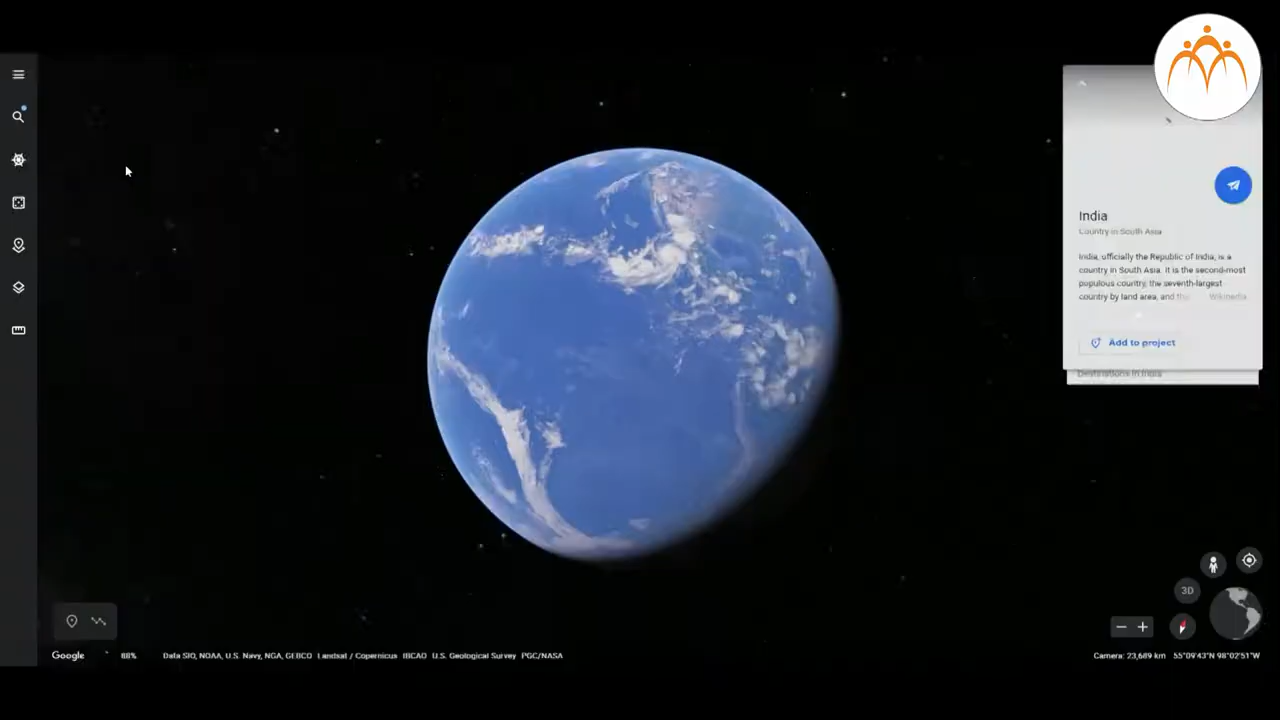 India
Country in South Asia
India, officially the Republic of India, is a
country in South Asia. It is the second-most
populous country, the seventh-largest
country by land area, and the
Wikipedia
Add to project
Destinations in India
3D
Google
88%
Data SIO, NOAA, U.S. Navy, NGA, GEBCO Landsat / Copernicus IBCAO U.S. Geological Survey PGC/NASA
Camera: 23,689 km 55°09'43"N 98°02'51"W